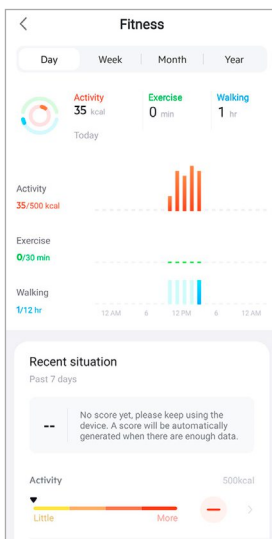 Fitness
Day Week Month Year
Activity Exercise Walking
35 kcal 0 min 1 hr
Today
Activity
35/500 kcal
Exercise
0/30 min
Walking
1/12 hr
12 AM 6 12 PM 6 12 AM
Recent situation
Past 7 days
-- No score yet, please keep using the
device. A score will be automatically
generated when there are enough data.
Activity 500kcal
Little More